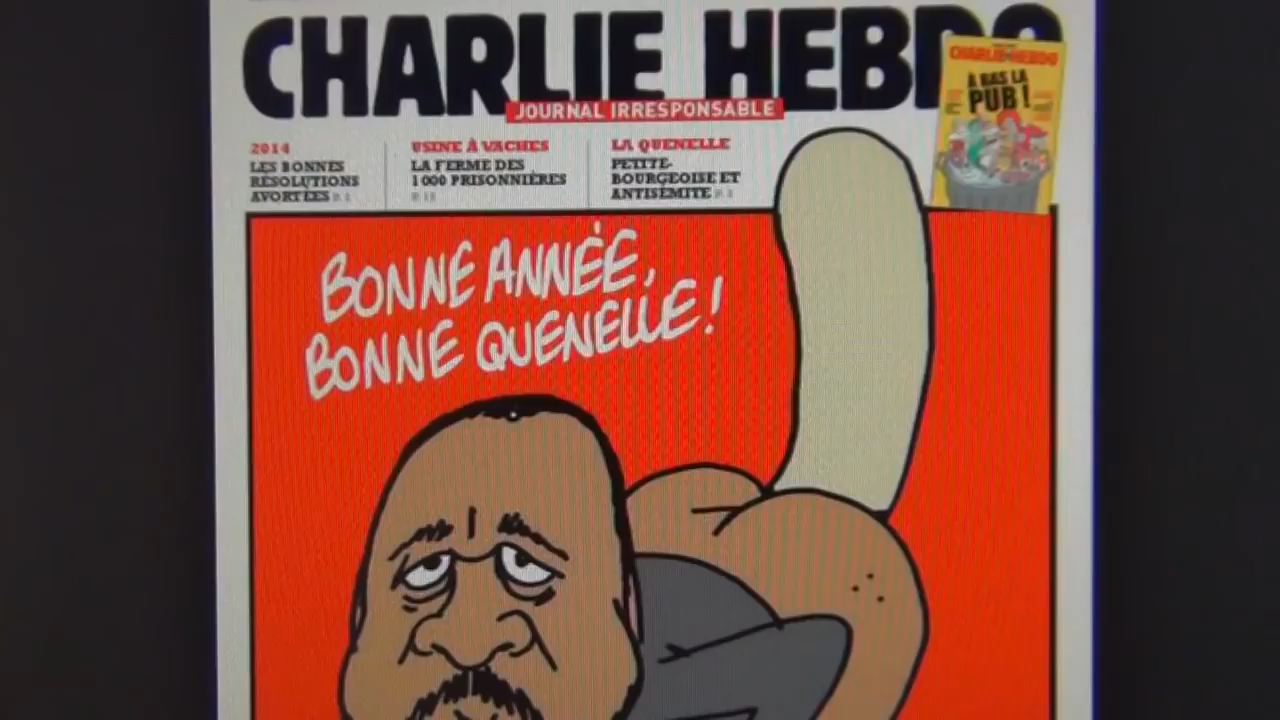 CHARLIE HEBDO
JOURNAL IRRESPONSABLE
CHARLIE HEBDO
À BAS LA
PUB !
2014
LES BONNES
RÉSOLUTIONS
AVORTÉES P. 2
USINE À VACHES
LA FERME DES
1000 PRISONNIÈRES
LA QUENELLE
PETITE-
BOURGEOISE ET
ANTISÉMITE
BONNE ANNÉE,
BONNE QUENELLE !